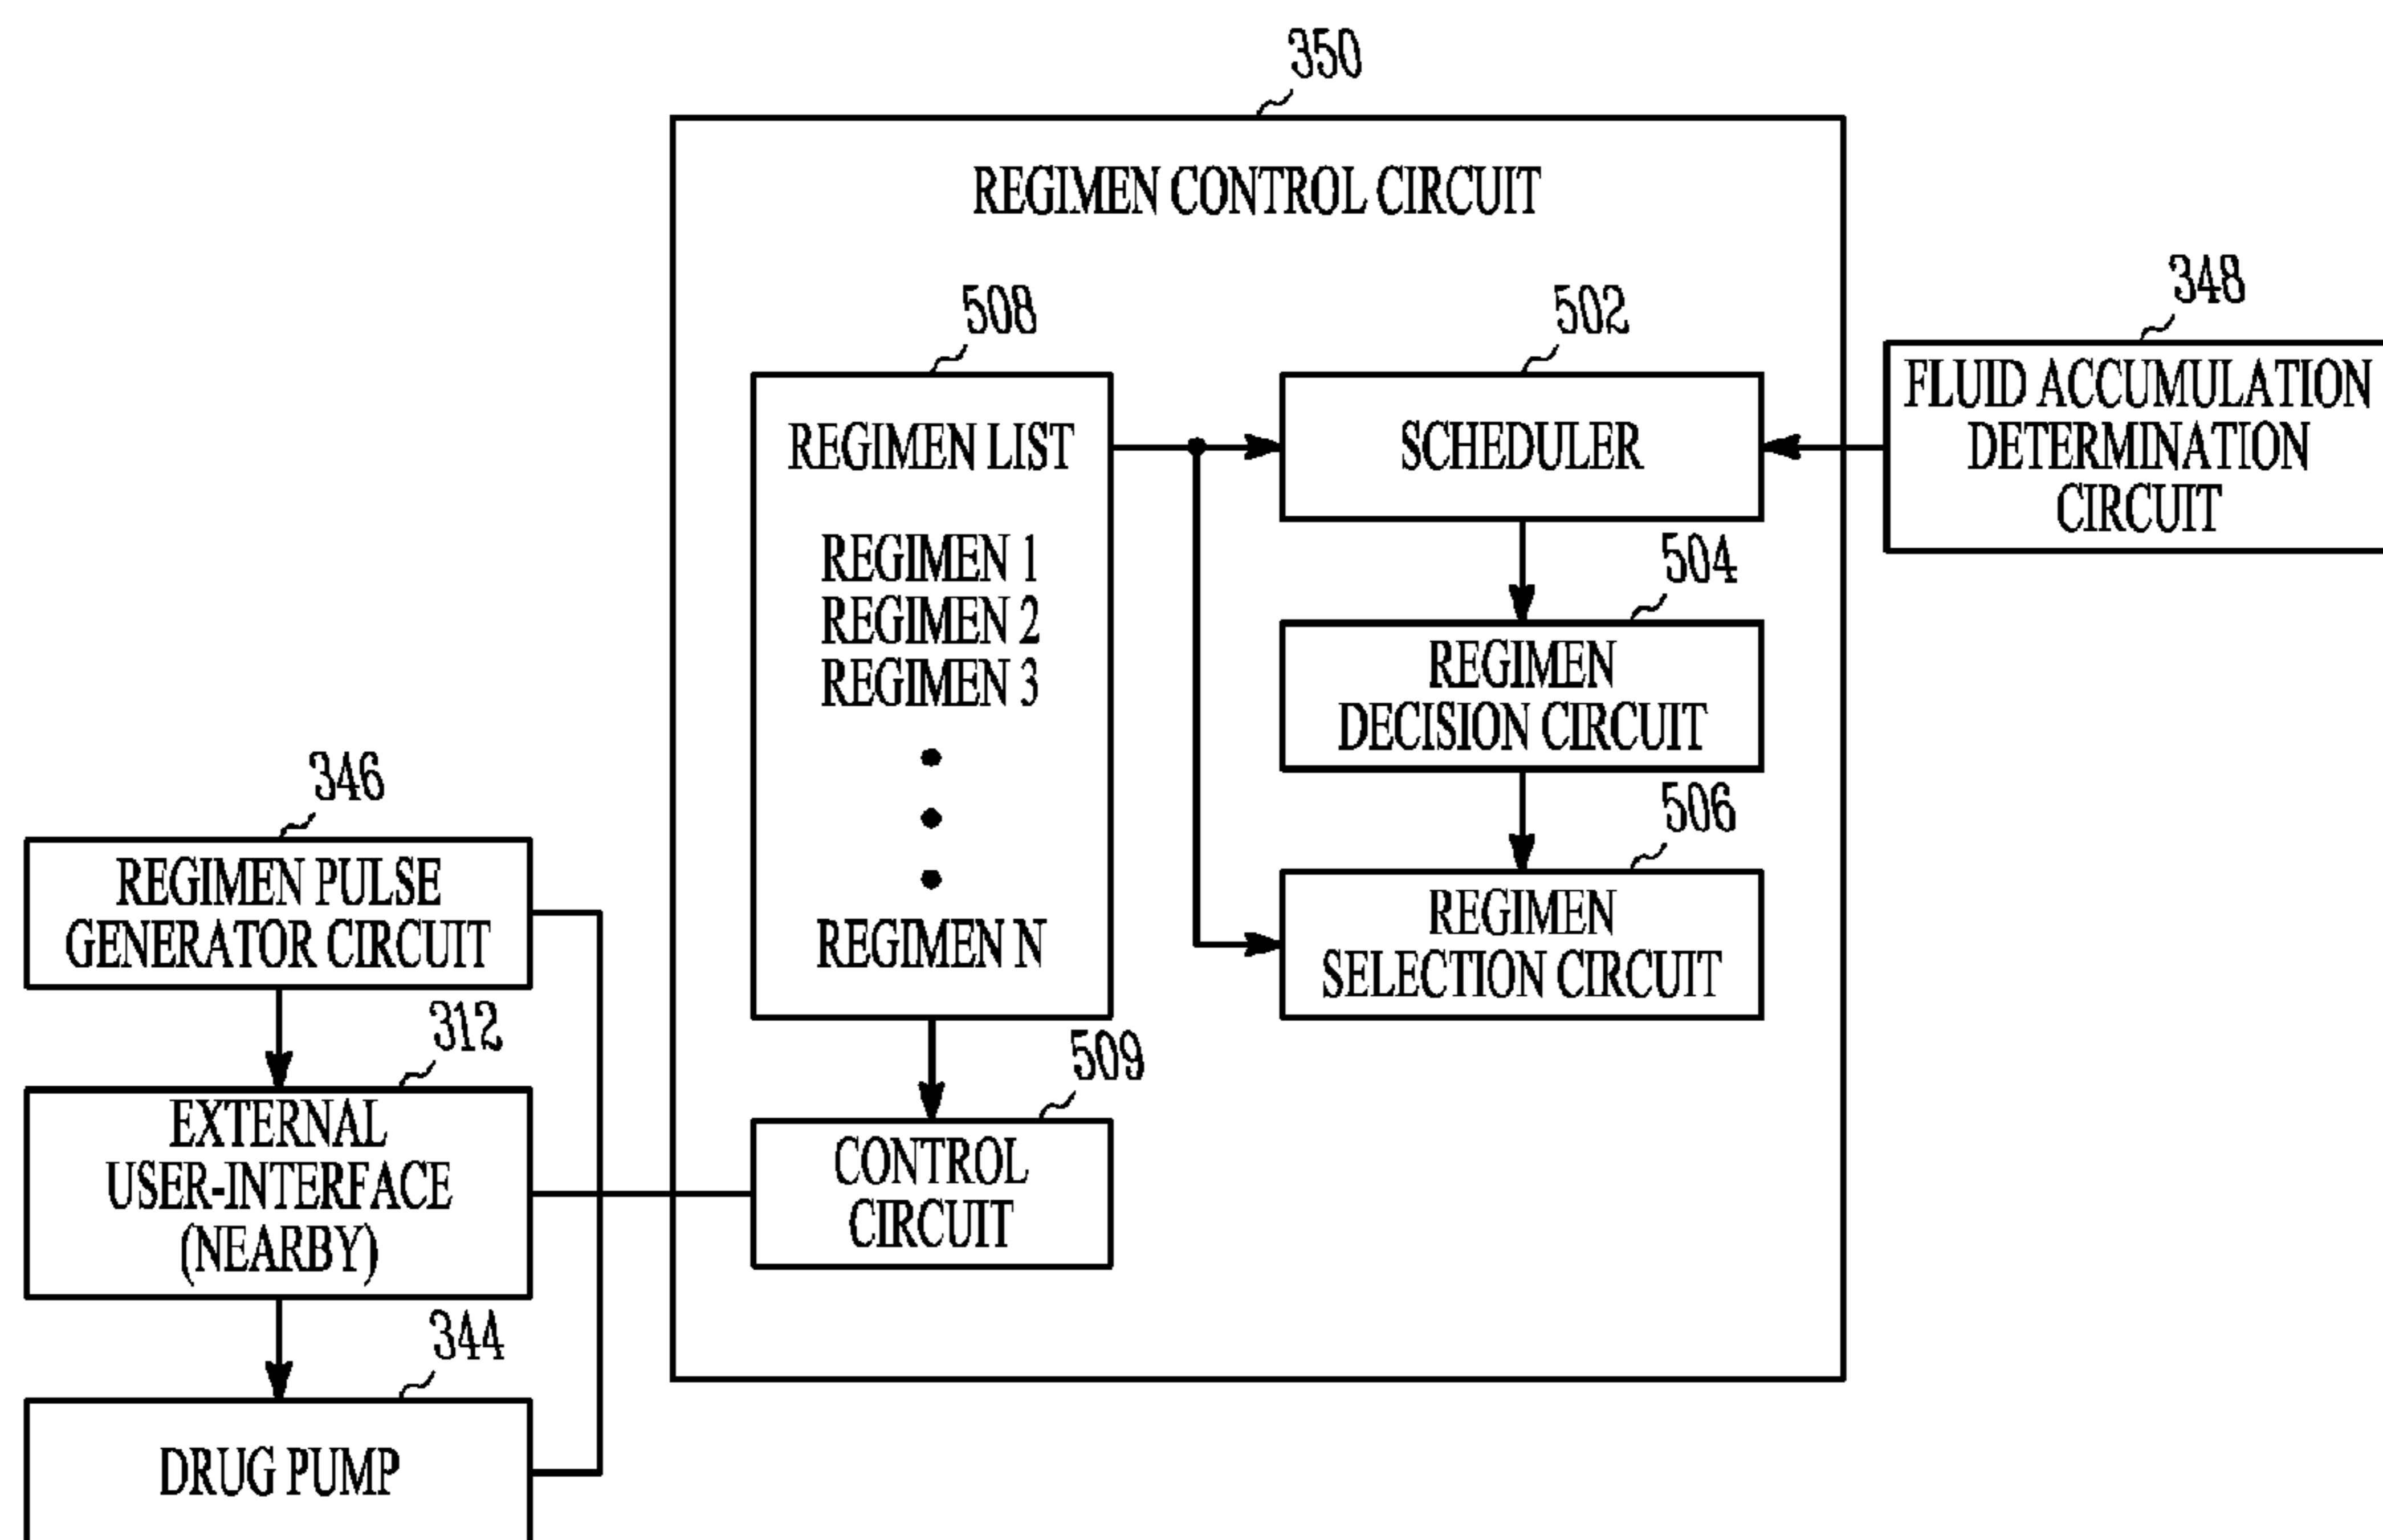 350
REGIMEN CONTROL CIRCUIT
508
REGIMEN LIST
REGIMEN 1
REGIMEN 2
REGIMEN 3
REGIMEN N
502
SCHEDULER
348
FLUID ACCUMULATION
DETERMINATION
CIRCUIT
504
REGIMEN
DECISION CIRCUIT
506
REGIMEN
SELECTION CIRCUIT
346
REGIMEN PULSE
GENERATOR CIRCUIT
312
EXTERNAL
USER-INTERFACE
(NEARBY)
509
CONTROL
CIRCUIT
344
DRUG PUMP